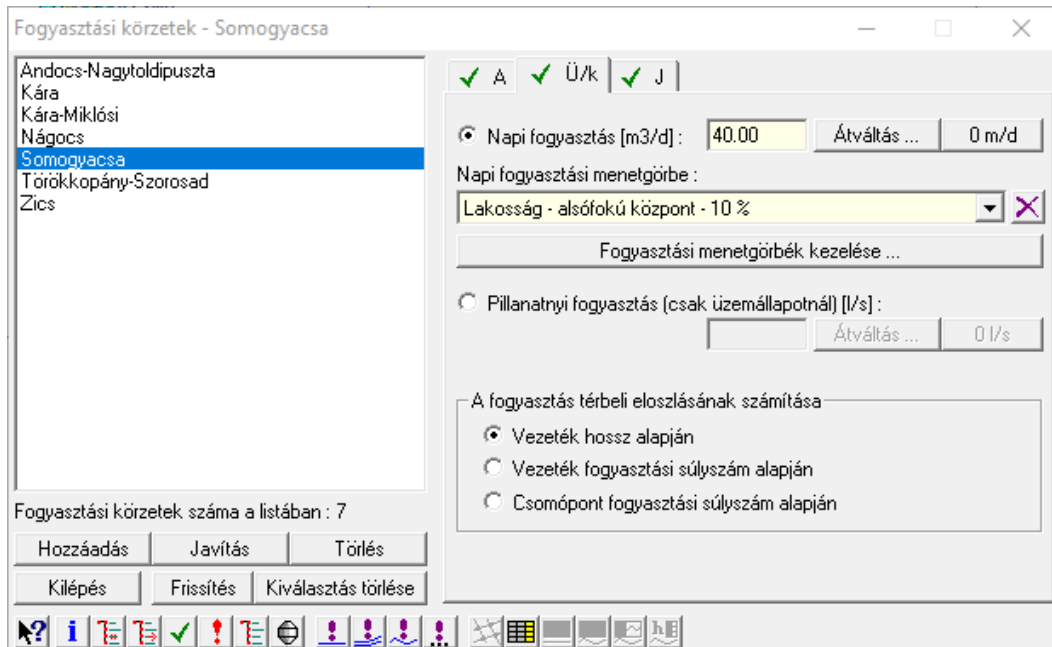 Fogyasztási körzetek - Somogyacsa
Andocs-Nagytoldipuszta
Kára
Kára-Miklósi
Nágocs
Somogyacsa
Törökkopány-Szorosad
Zics
Fogyasztási körzetek száma a listában : 7
Hozzáadás Javítás Törlés
Kilépés Frissítés Kiválasztás törlése
A Ü/k J
Napi fogyasztás [m3/d] : 40.00 Átváltás ... 0 m/d
Napi fogyasztási menetgörbe :
Lakosság - alsófokú központ - 10 %
Fogyasztási menetgörbék kezelése ...
Pillanatnyi fogyasztás (csak üzemállapotnál) [l/s] :
Átváltás ... 0 l/s
A fogyasztás térbeli eloszlásának számítása
Vezeték hossz alapján
Vezeték fogyasztási súlyszám alapján
Csomópont fogyasztási súlyszám alapján